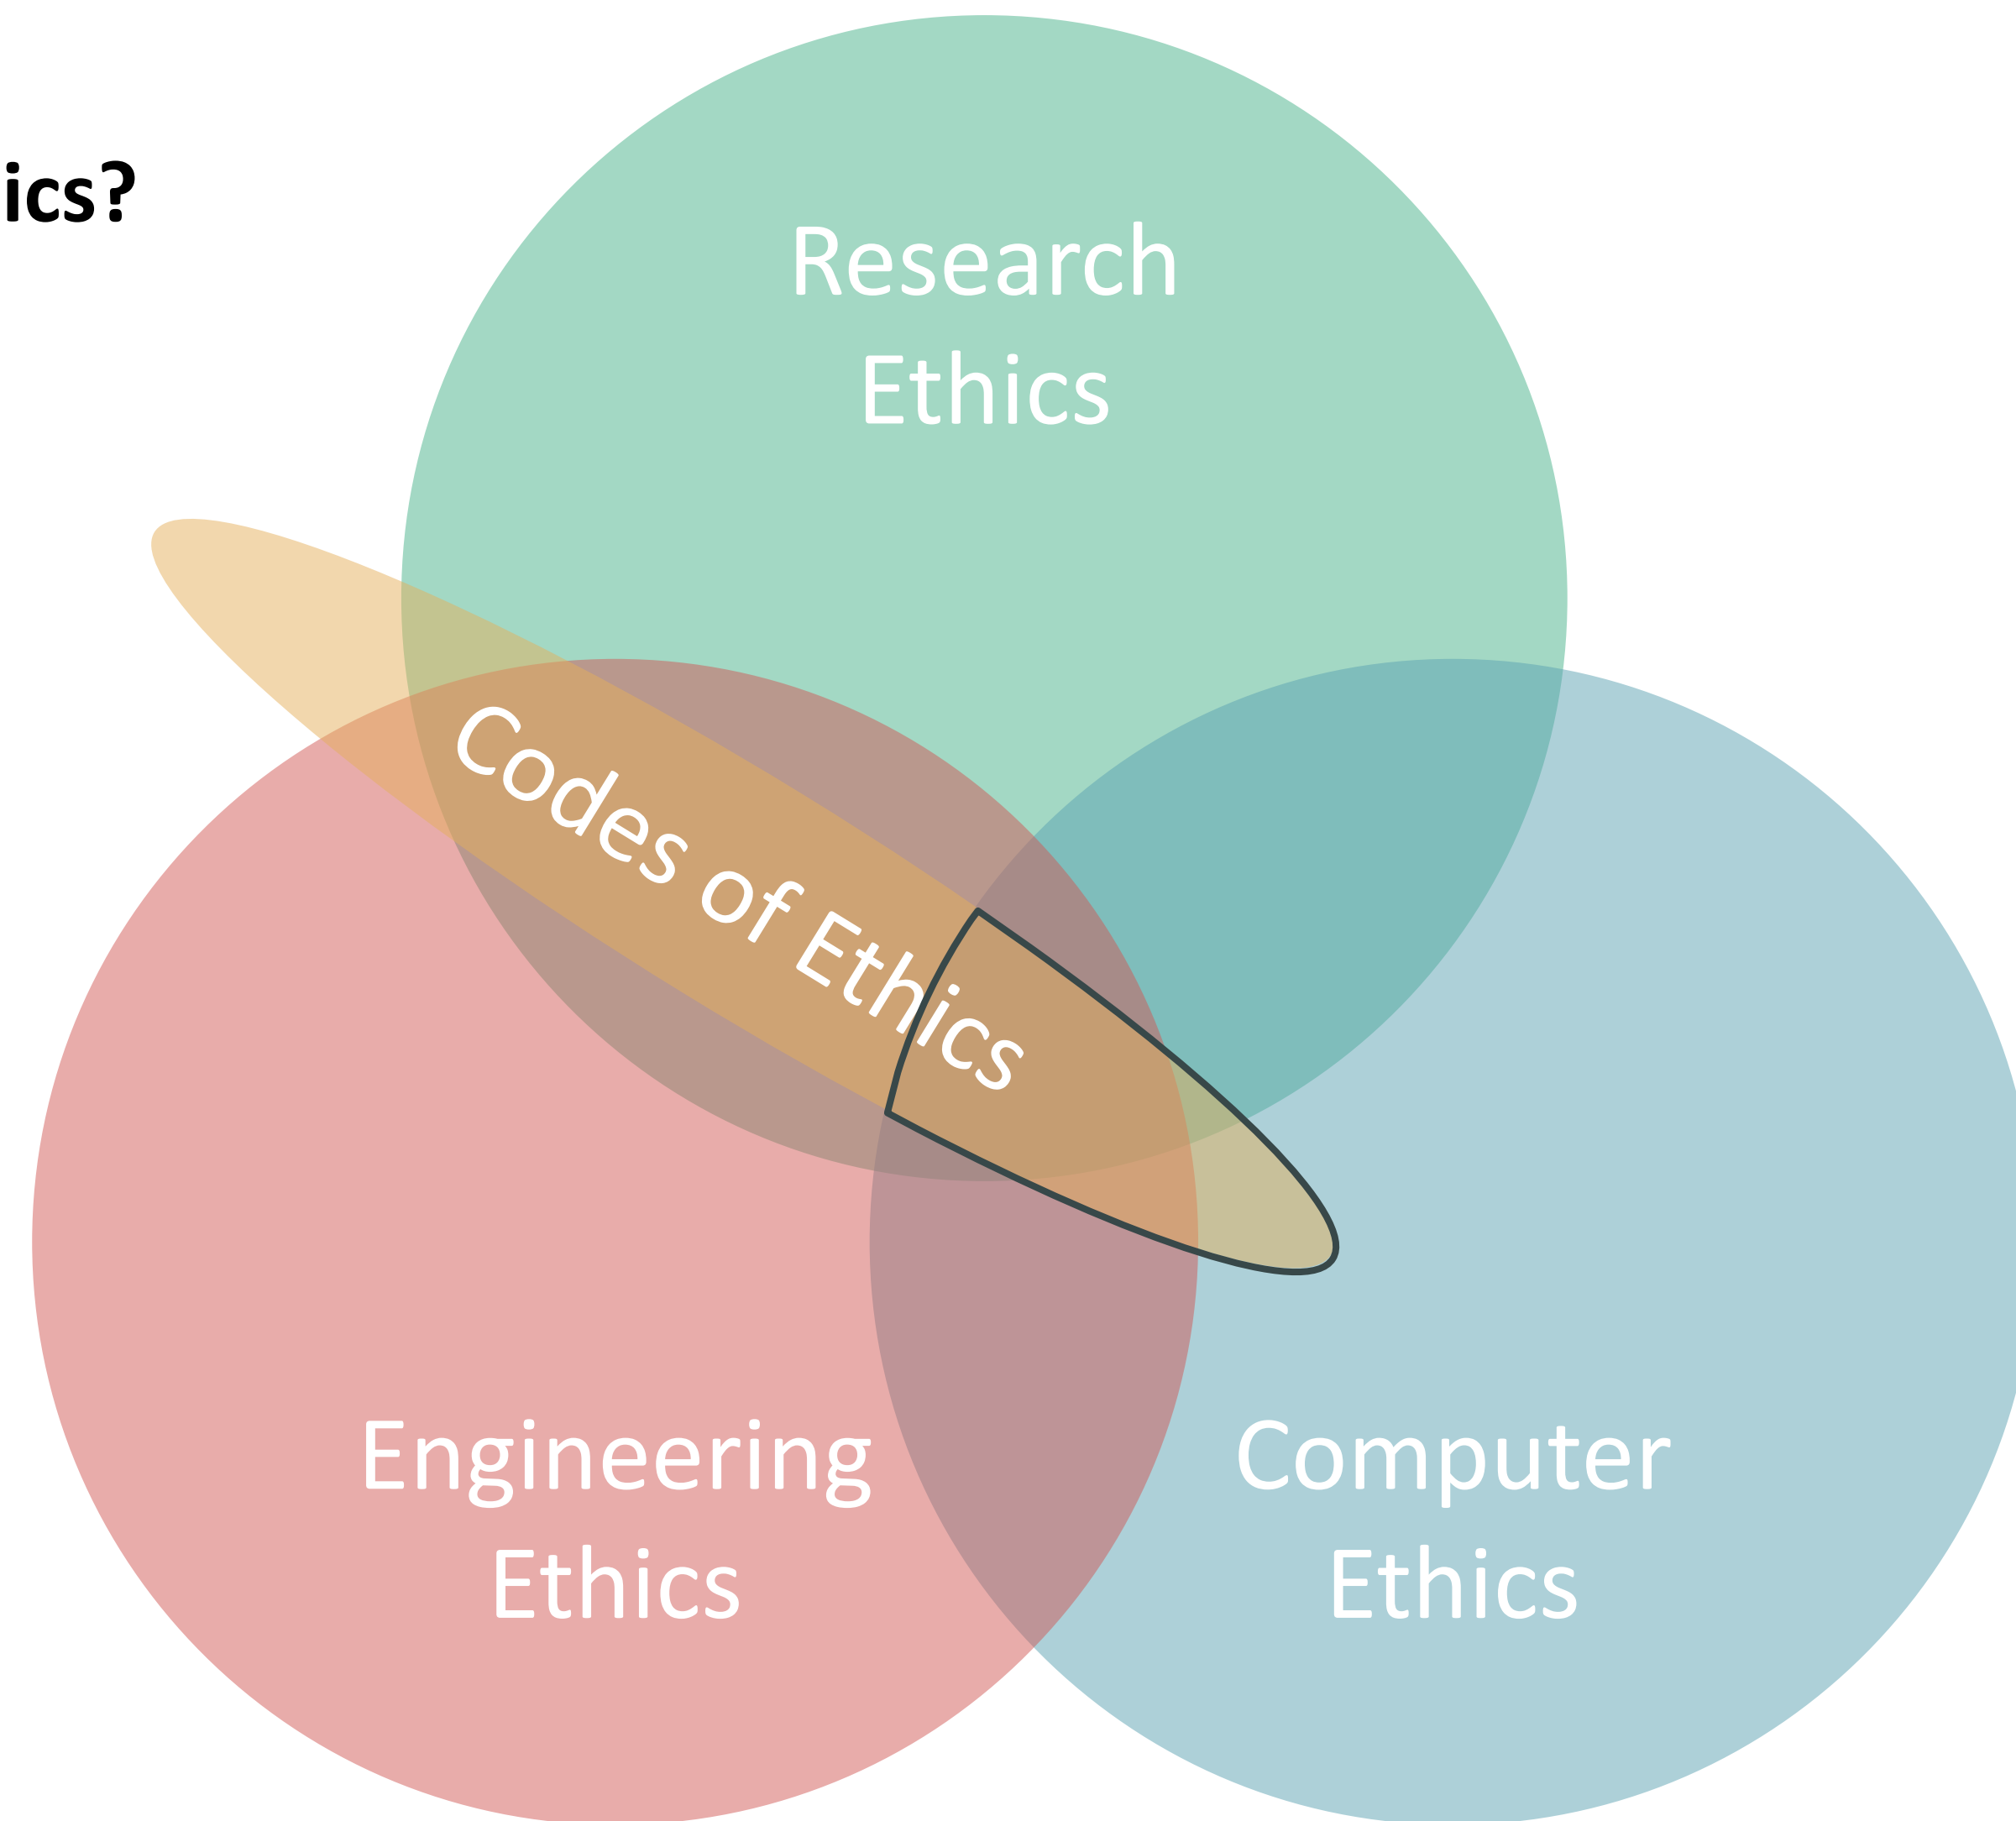 ics?
Research
Ethics
Codes of Ethics
Engineering
Ethics
Computer
Ethics